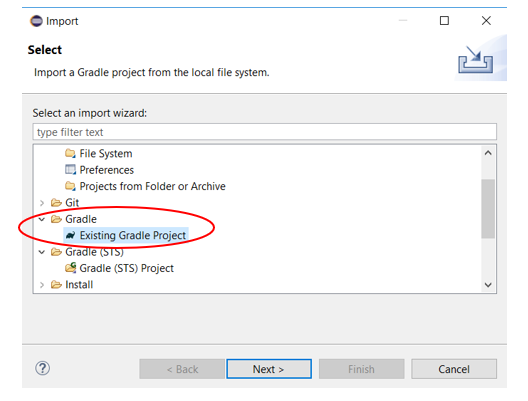 Import
Select
Import a Gradle project from the local file system.
Select an import wizard:
type filter text
File System
Preferences
Projects from Folder or Archive
Git
Gradle
Existing Gradle Project
Gradle (STS)
Gradle (STS) Project
Install
?
< Back
Next >
Finish
Cancel